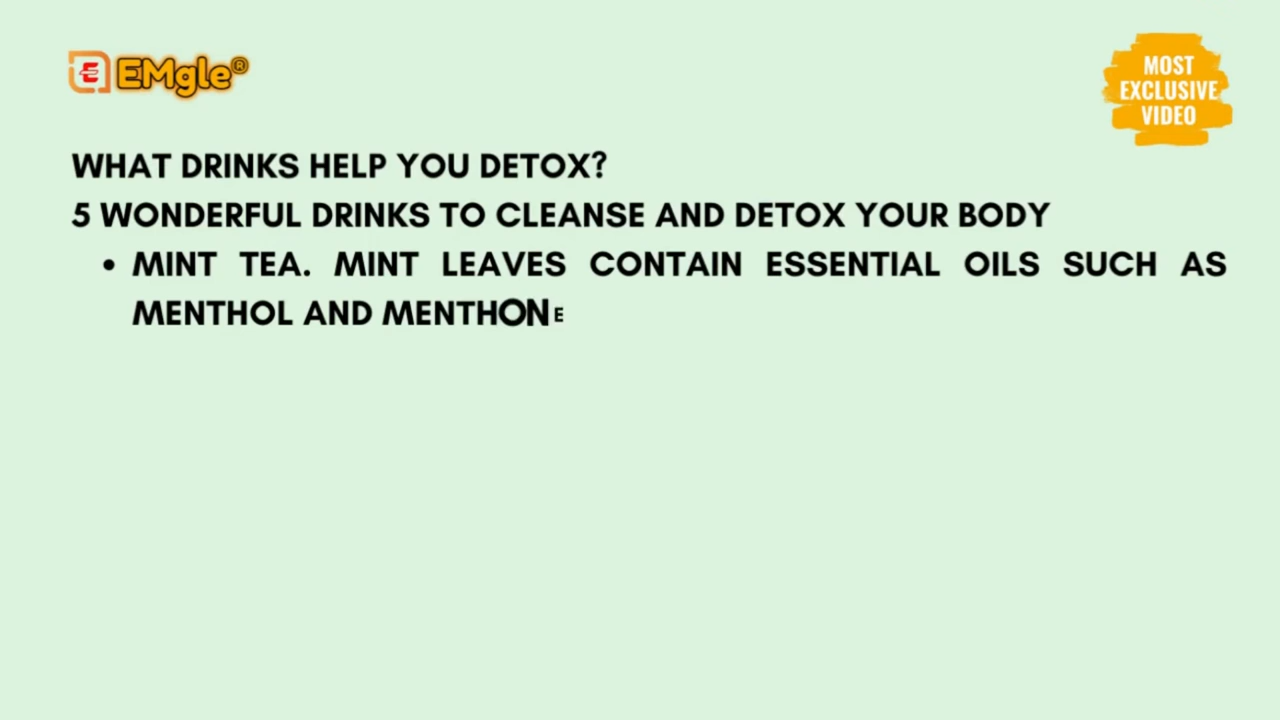 EMgle®
MOST
EXCLUSIVE
VIDEO
WHAT DRINKS HELP YOU DETOX?
5 WONDERFUL DRINKS TO CLEANSE AND DETOX YOUR BODY
• MINT TEA. MINT LEAVES CONTAIN ESSENTIAL OILS SUCH AS
MENTHOL AND MENTHONE